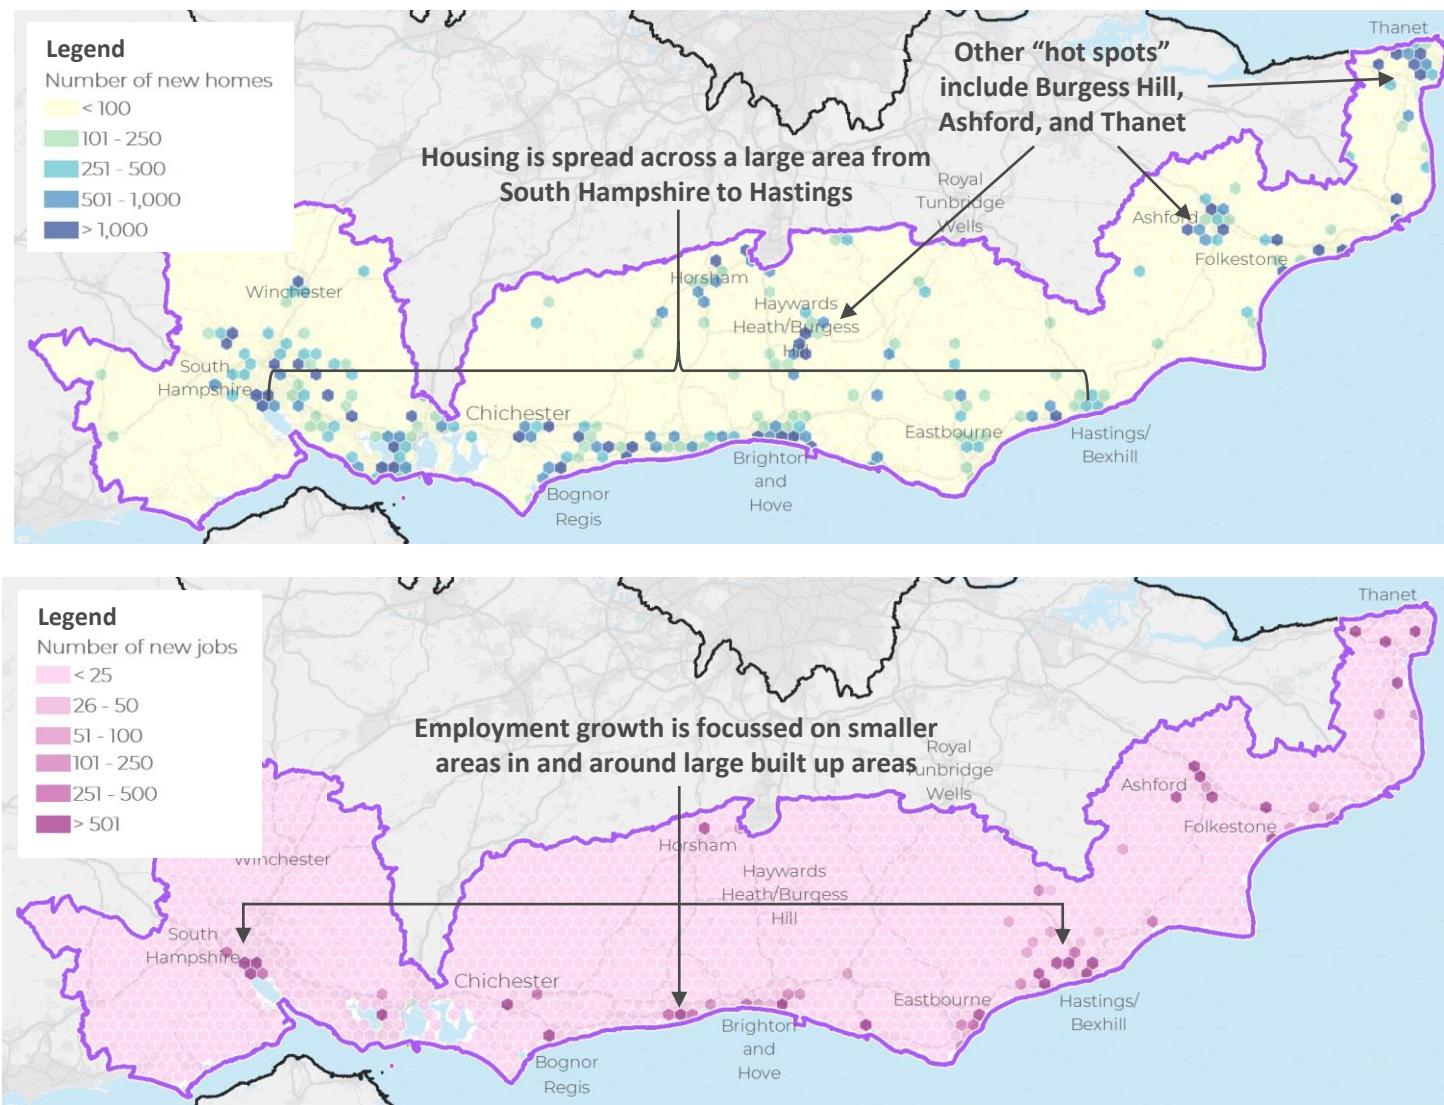 Legend
Number of new homes
< 100
101 - 250
251 - 500
501 - 1,000
> 1,000
Thanet
Other “hot spots”
include Burgess Hill,
Ashford, and Thanet
Housing is spread across a large area from
South Hampshire to Hastings
Royal
Tunbridge
Wells
Ashford
Folkestone
Winchester
Horsham
Haywards
Heath/Burgess
Hill
South
Hampshire
Chichester
Eastbourne
Hastings/
Bexhill
Brighton
and
Hove
Bognor
Regis
Legend
Number of new jobs
< 25
26 - 50
51 - 100
101 - 250
251 - 500
> 501
Thanet
Employment growth is focussed on smaller
areas in and around large built up areas
Royal
Tunbridge
Wells
Ashford
Folkestone
Winchester
Horsham
Haywards
Heath/Burgess
Hill
South
Hampshire
Chichester
Eastbourne
Hastings/
Bexhill
Brighton
and
Hove
Bognor
Regis